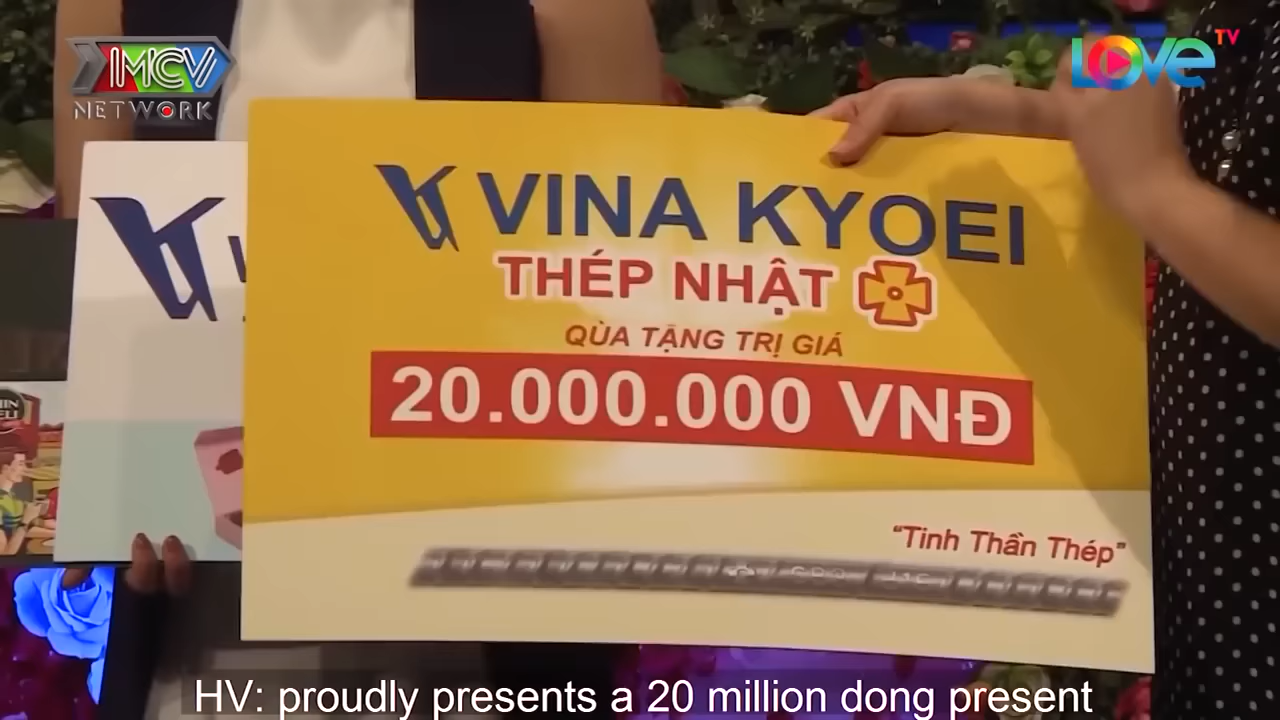 MCV
NETWORK
LOVE TV
VINA KYOEI
THÉP NHẬT
QÙA TẶNG TRỊ GIÁ
20.000.000 VNĐ
"Tinh Thần Thép"
HV: proudly presents a 20 million dong present